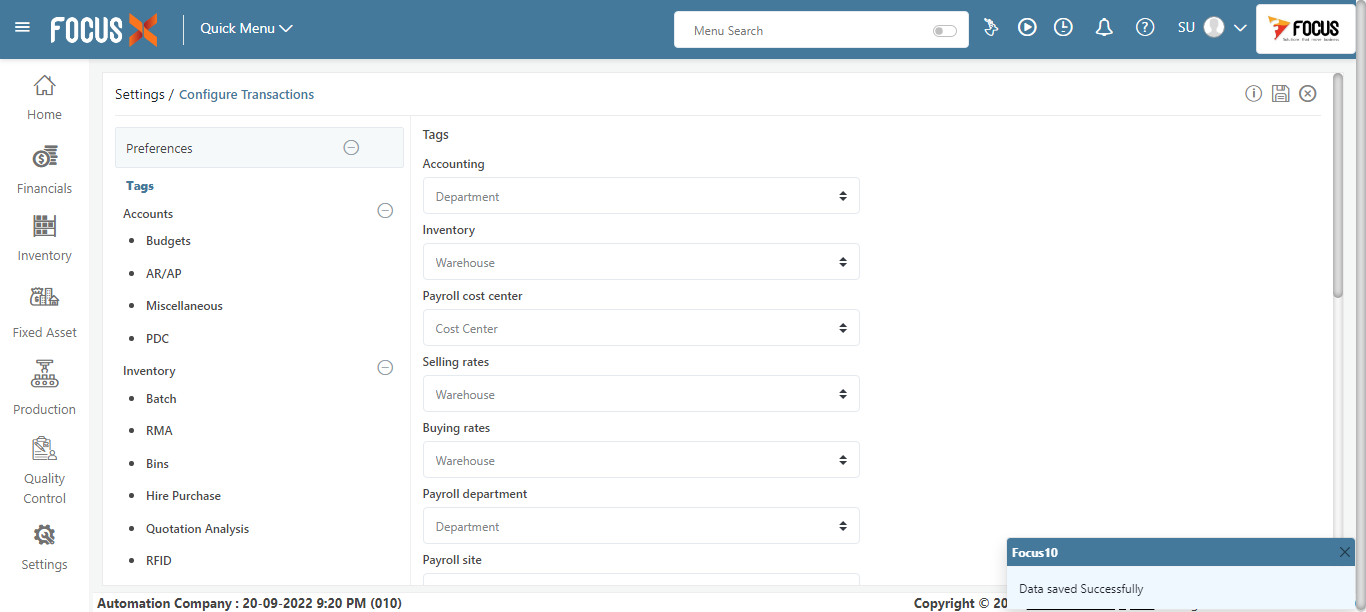 FOCUS X
Quick Menu
Menu Search
SU
FOCUS
Home
Financials
Inventory
Fixed Asset
Production
Quality
Control
Settings
Settings / Configure Transactions
Preferences
Tags
Accounts
Budgets
AR/AP
Miscellaneous
PDC
Inventory
Batch
RMA
Bins
Hire Purchase
Quotation Analysis
RFID
Tags
Accounting
Department
Inventory
Warehouse
Payroll cost center
Cost Center
Selling rates
Warehouse
Buying rates
Warehouse
Payroll department
Department
Payroll site
Focus10
Data saved Successfully
Automation Company : 20-09-2022 9:20 PM (010)
Copyright © 20